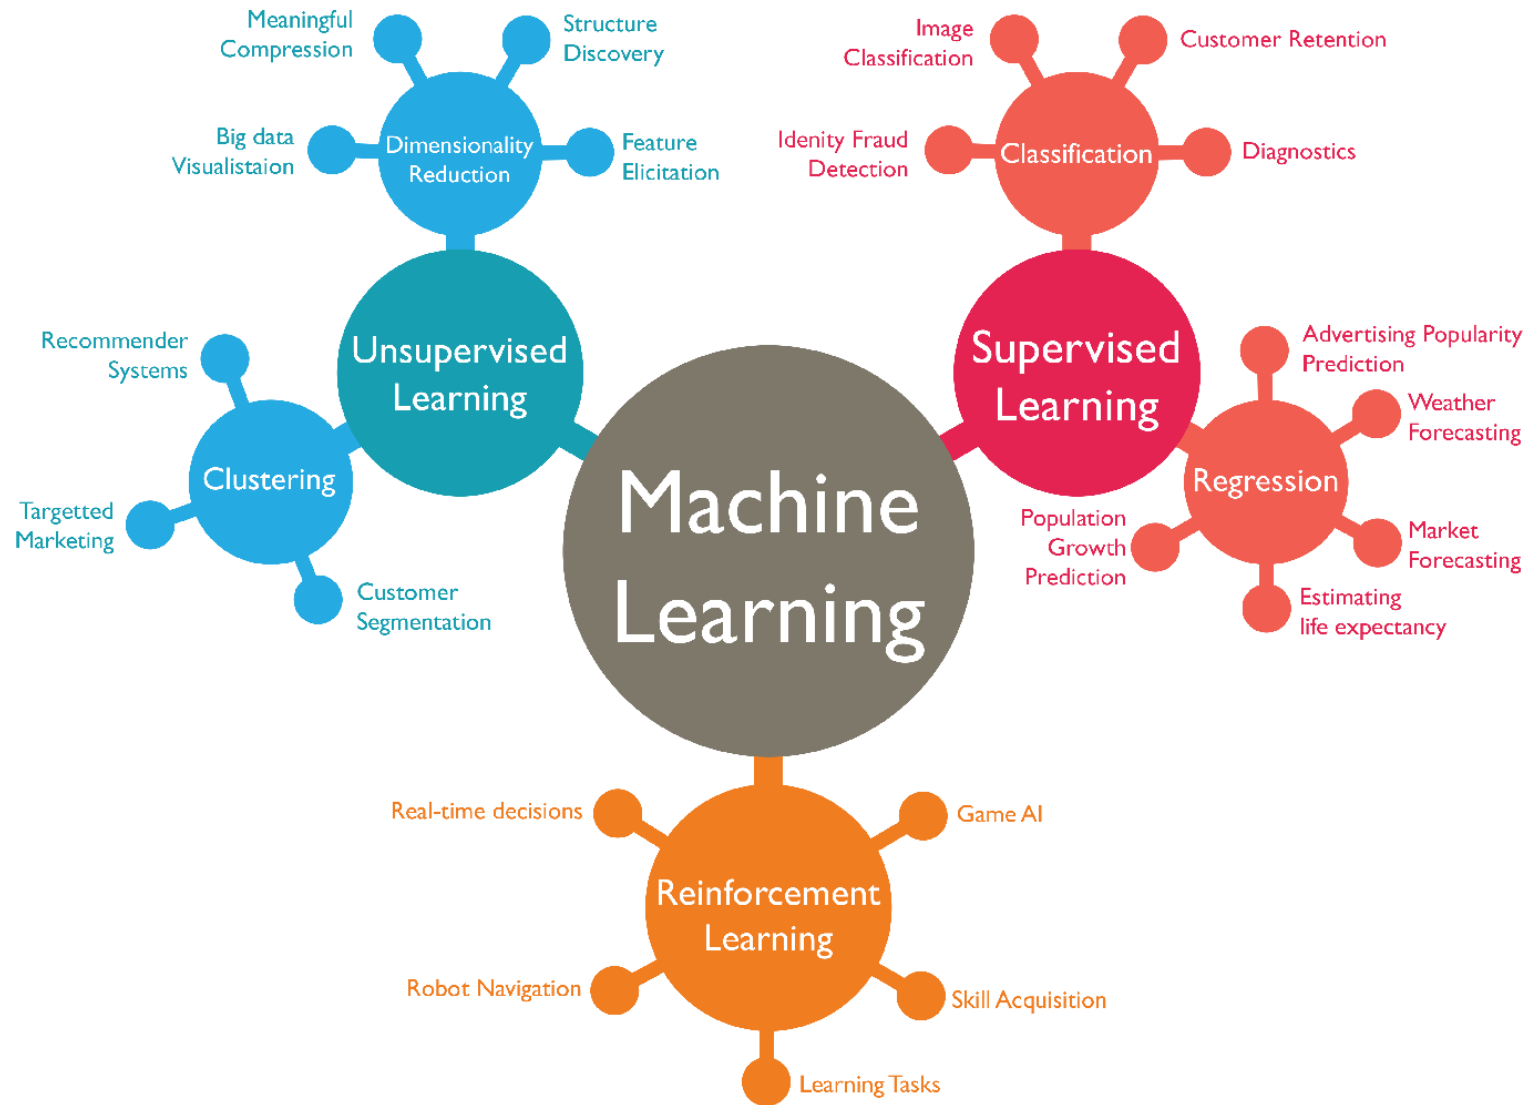 Meaningful
Compression
Structure
Discovery
Big data
Visualistaion
Dimensionality
Reduction
Feature
Elicitation
Image
Classification
Customer Retention
Idenity Fraud
Detection
Classification
Diagnostics
Unsupervised
Learning
Recommender
Systems
Clustering
Targetted
Marketing
Customer
Segmentation
Machine
Learning
Supervised
Learning
Advertising Popularity
Prediction
Weather
Forecasting
Regression
Population
Growth
Prediction
Market
Forecasting
Estimating
life expectancy
Real-time decisions
Game AI
Reinforcement
Learning
Robot Navigation
Skill Acquisition
Learning Tasks